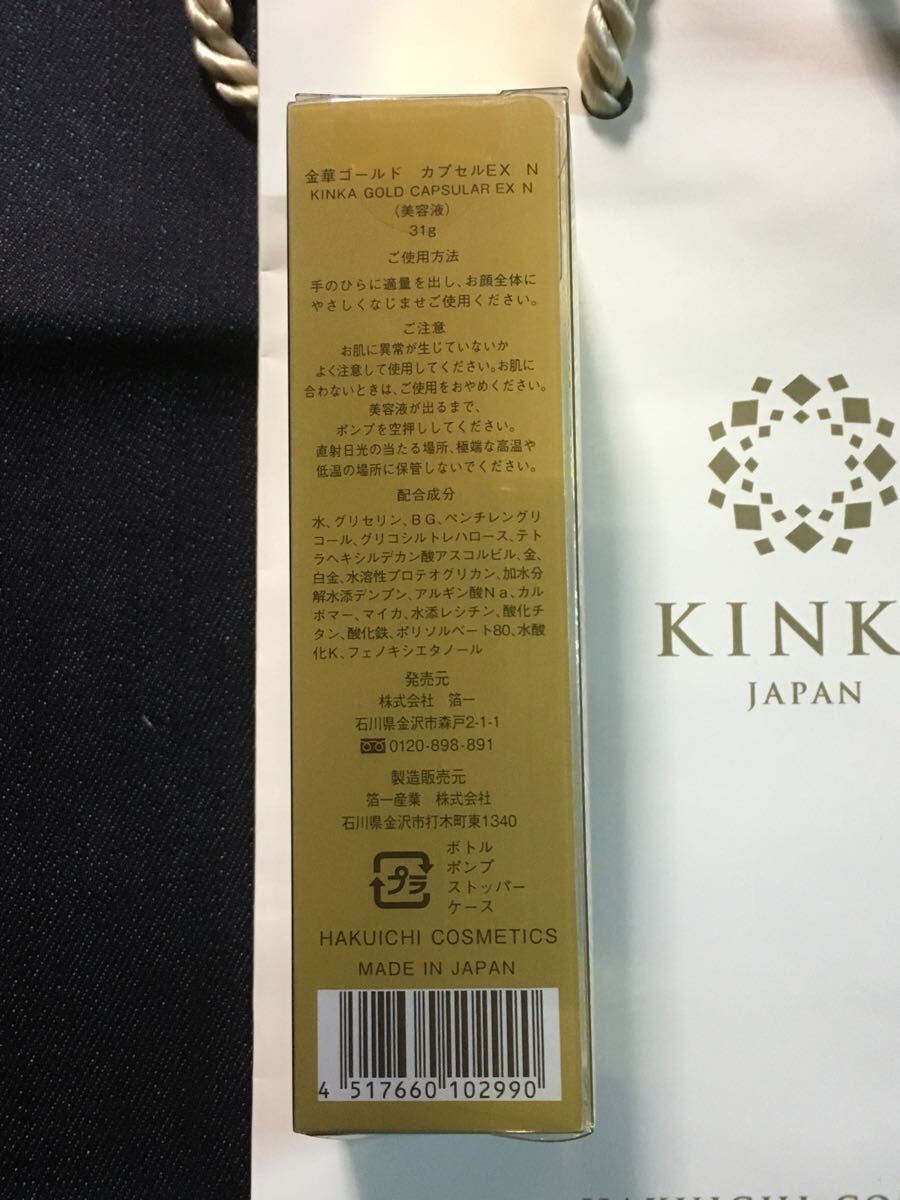 金華ゴールド カプセルEX N
KINKA GOLD CAPSULAR EX N
（美容液）
31g
ご使用方法
手のひらに適量を出し、お顔全体に
やさしくなじませご使用ください。
ご注意
お肌に異常が生じていないか
よく注意して使用してください。お肌に
合わないときは、ご使用をおやめください。
美容液が出るまで、
ポンプを空押ししてください。
直射日光の当たる場所、極端な高温や
低温の場所に保管しないでください。
配合成分
水、グリセリン、BG、ペンチレングリ
コール、グリコシルトレハロース、テト
ラヘキシルデカン酸アスコルビル、金、
白金、水溶性プロテオグリカン、加水分
解水添デンプン、アルギン酸Na、カル
ボマー、マイカ、水添レシチン、酸化チ
タン、酸化鉄、ポリソルベート80、水酸
化K、フェノキシエタノール
発売元
株式会社 箔一
石川県金沢市森戸2-1-1
0120-898-891
製造販売元
箔一産業 株式会社
石川県金沢市打木町東1340
プラ
ボトル
ポンプ
ストッパー
ケース
HAKUICHI COSMETICS
MADE IN JAPAN
4 517660 102990
KINK
JAPAN